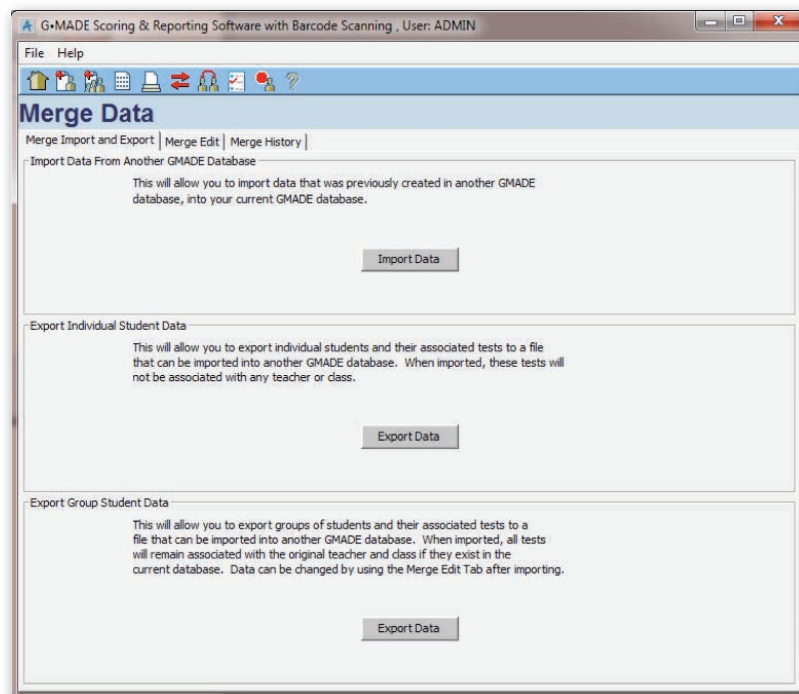 G•MADE Scoring & Reporting Software with Barcode Scanning , User: ADMIN
File Help
Merge Data
Merge Import and Export Merge Edit Merge History
Import Data From Another GMADE Database
This will allow you to import data that was previously created in another GMADE
database, into your current GMADE database.
Import Data
Export Individual Student Data
This will allow you to export individual students and their associated tests to a file
that can be imported into another GMADE database. When imported, these tests will
not be associated with any teacher or class.
Export Data
Export Group Student Data
This will allow you to export groups of students and their associated tests to a
file that can be imported into another GMADE database. When imported, all tests
will remain associated with the original teacher and class if they exist in the
current database. Data can be changed by using the Merge Edit Tab after importing.
Export Data